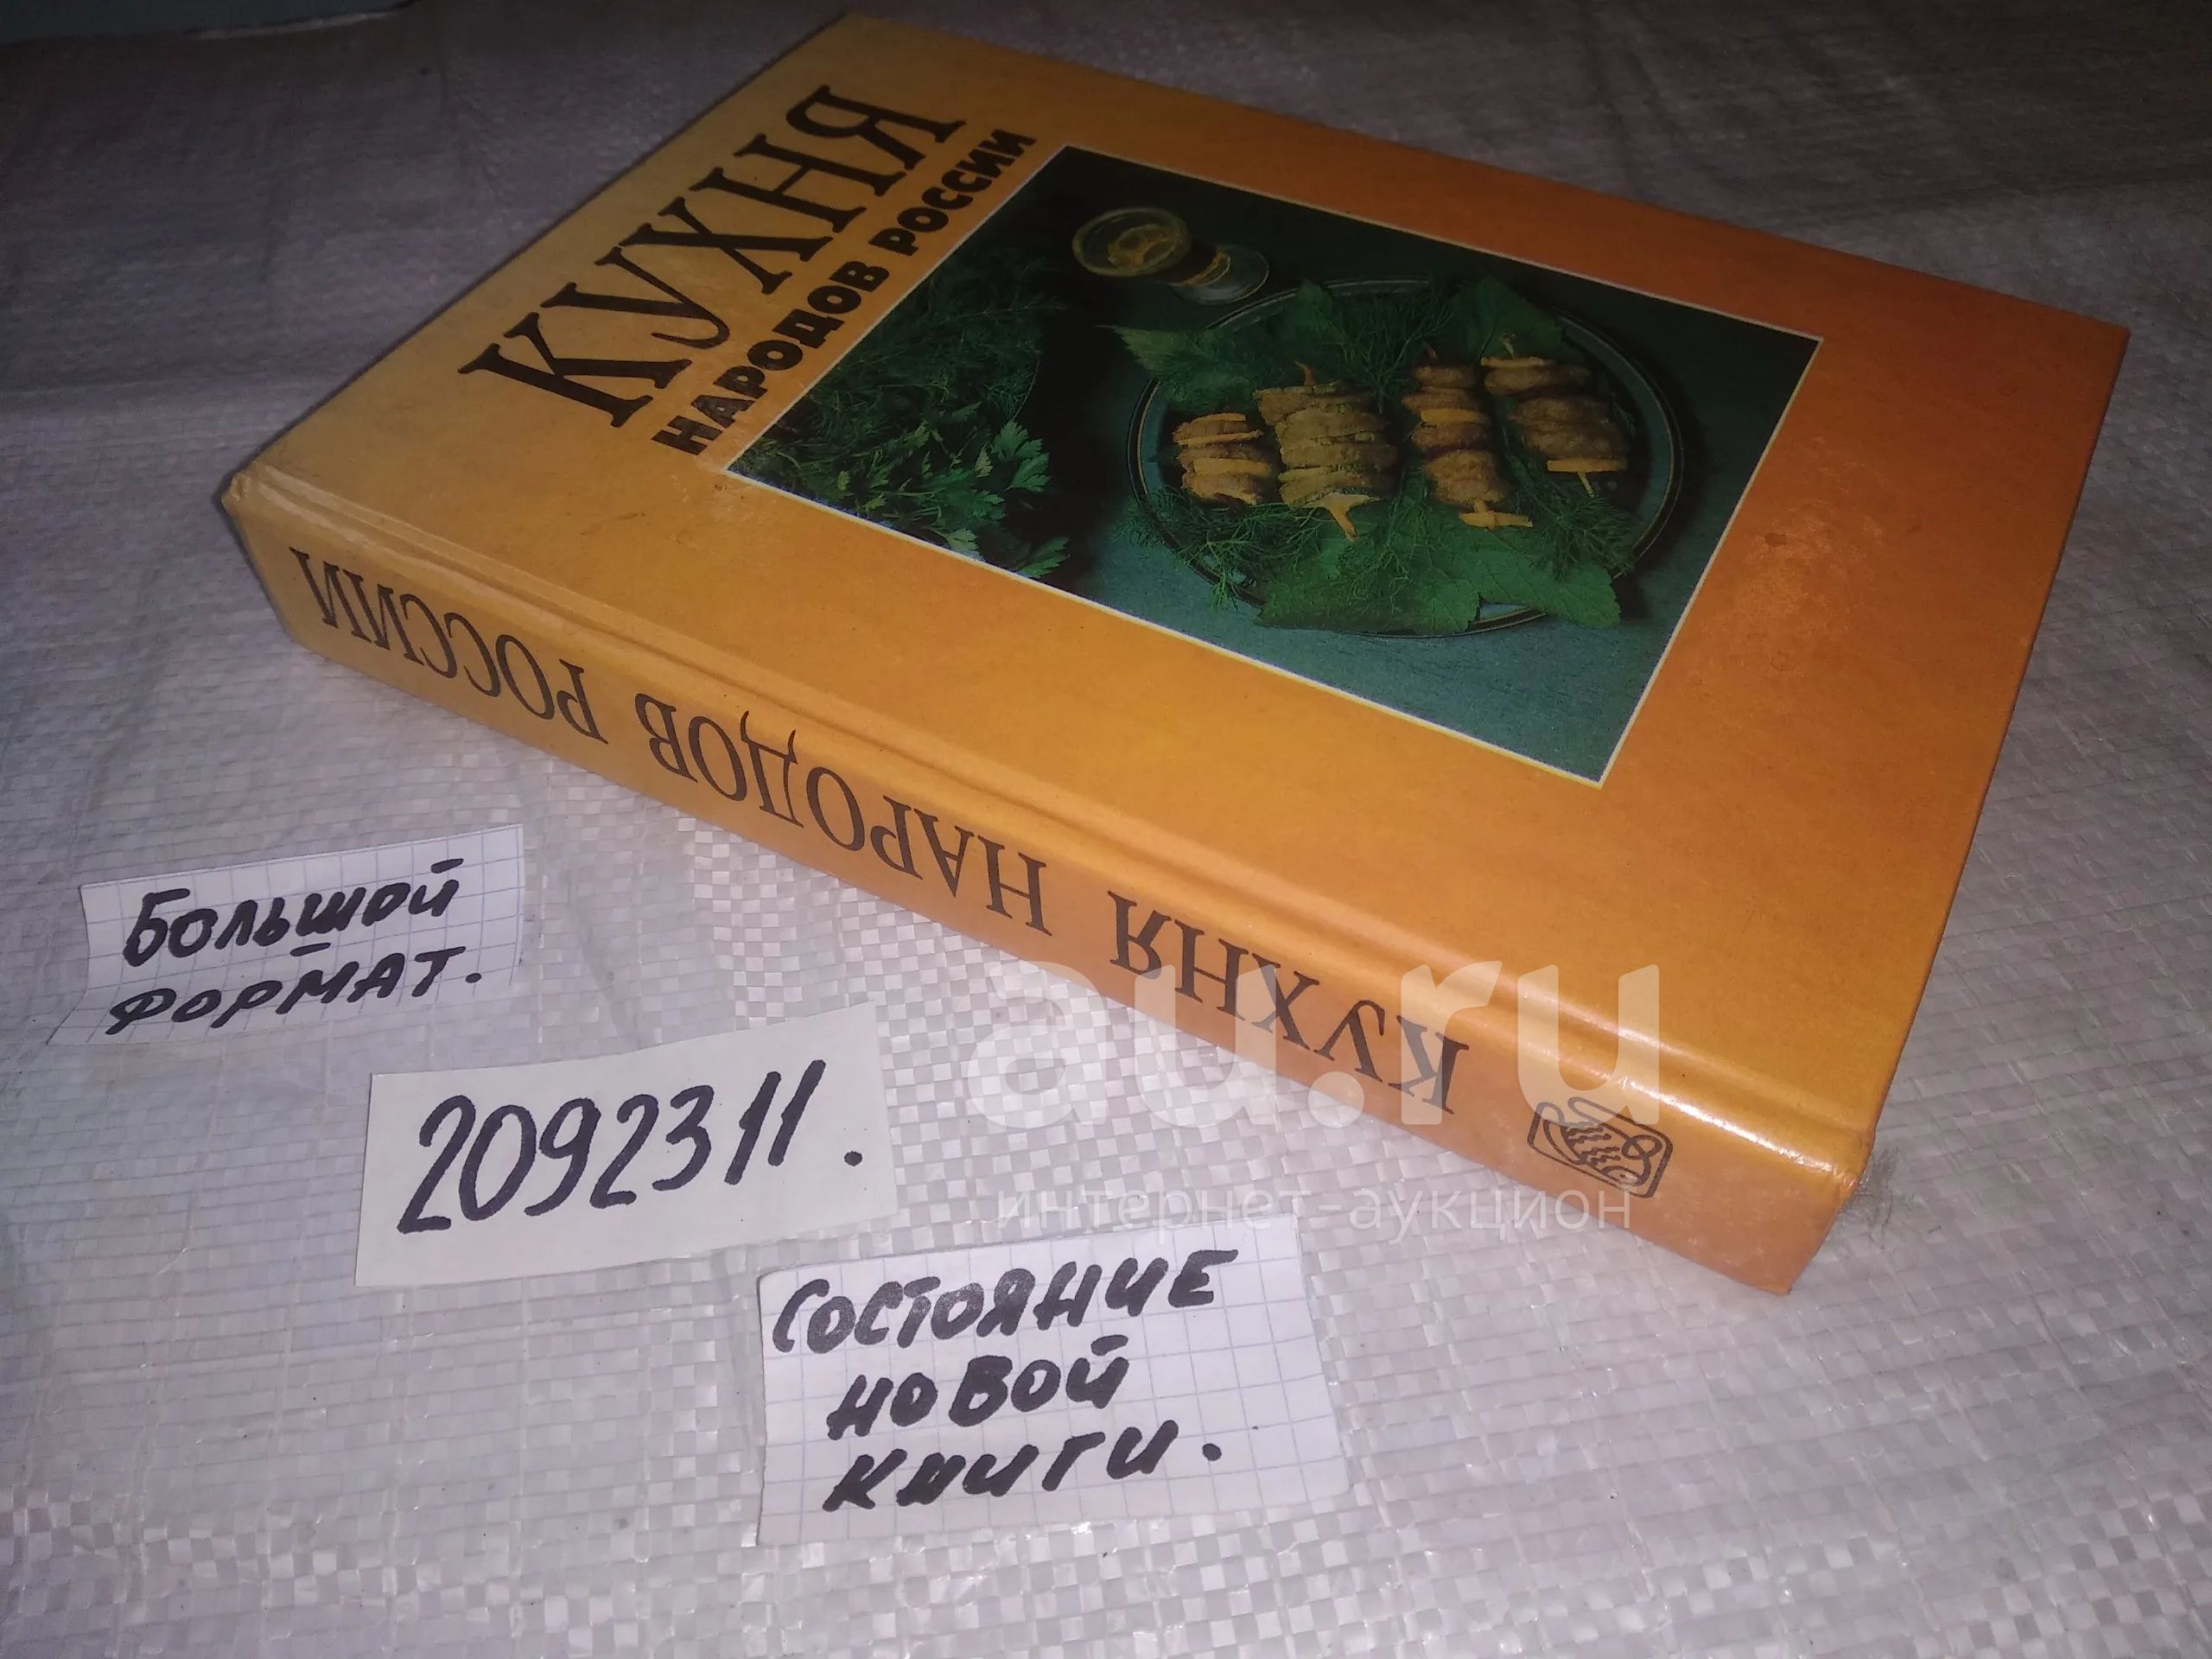 КУХНЯ
НАРОДОВ РОССИИ
КУХНЯ НАРОДОВ РОССИИ
БОЛЬШОЙ
ФОРМАТ.
2092311.
СОСТОЯНИЕ
НОВОЙ
КНИГИ.
au.ru
интернет-аукцион